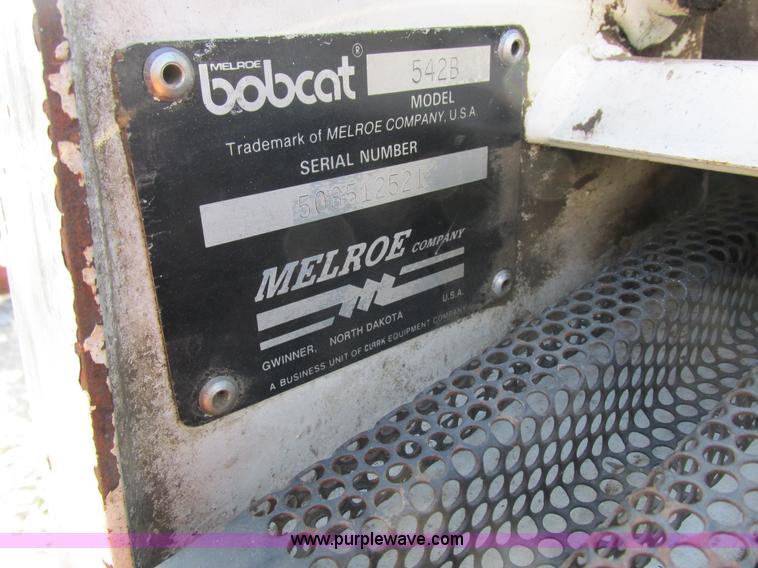 MELROE
bobcat® 542B
MODEL
Trademark of MELROE COMPANY, U.S.A.
SERIAL NUMBER
508512521
MELROE COMPANY
GWINNER, NORTH DAKOTA U.S.A.
A BUSINESS UNIT OF CLARK EQUIPMENT COMPANY
www.purplewave.com